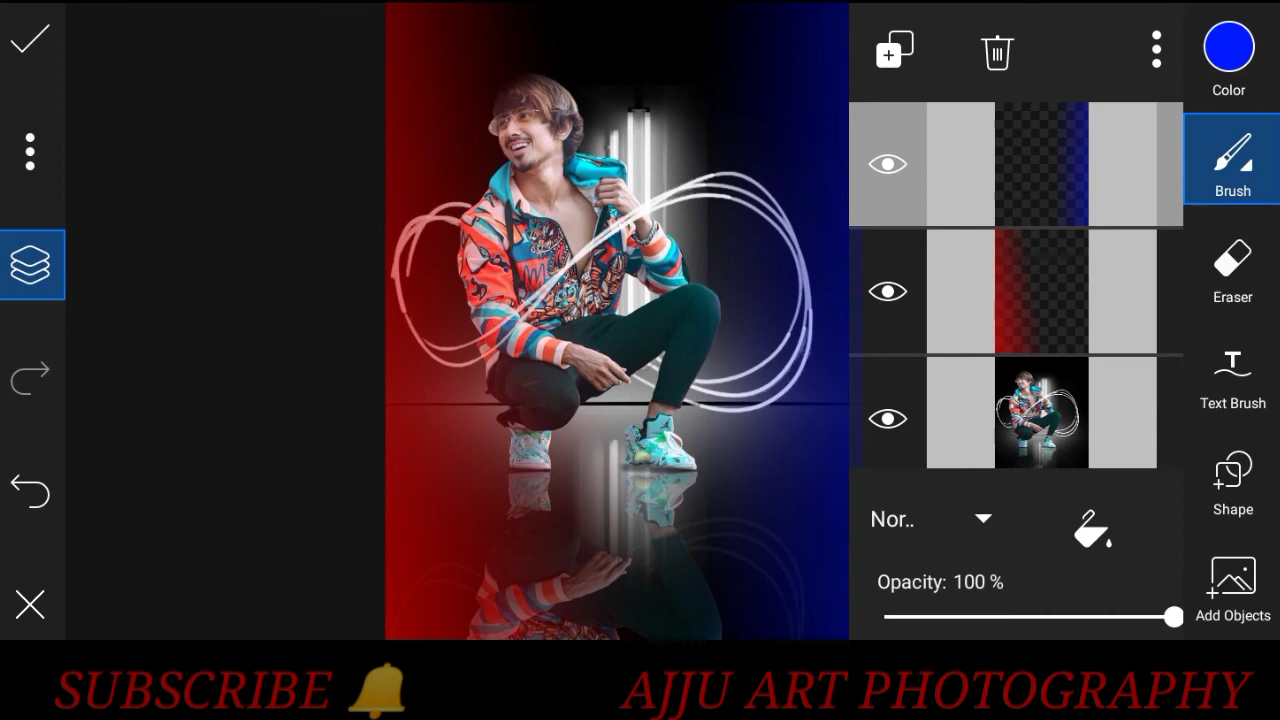 Color
Brush
Eraser
Text Brush
Shape
Add Objects
Nor..
Opacity: 100 %
SUBSCRIBE
AJJU ART PHOTOGRAPHY